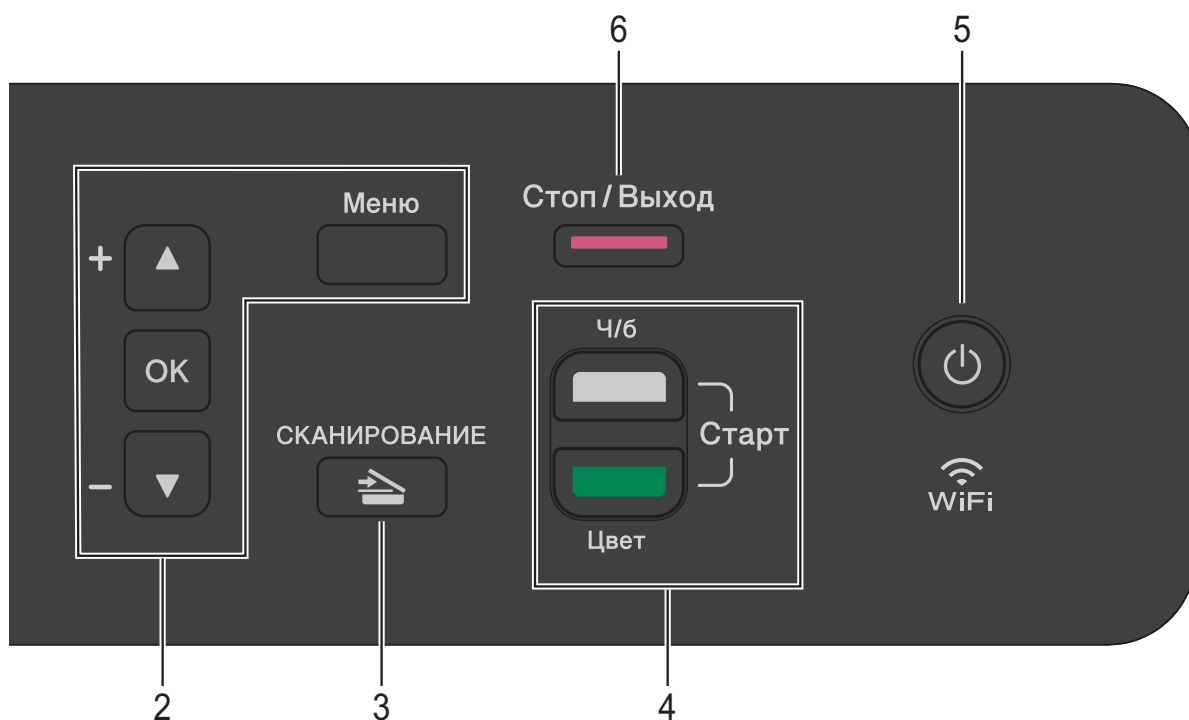 6
5
Меню
Стоп / Выход
+
OK
−
СКАНИРОВАНИЕ
Ч/б
Старт
Цвет
WiFi
2
3
4